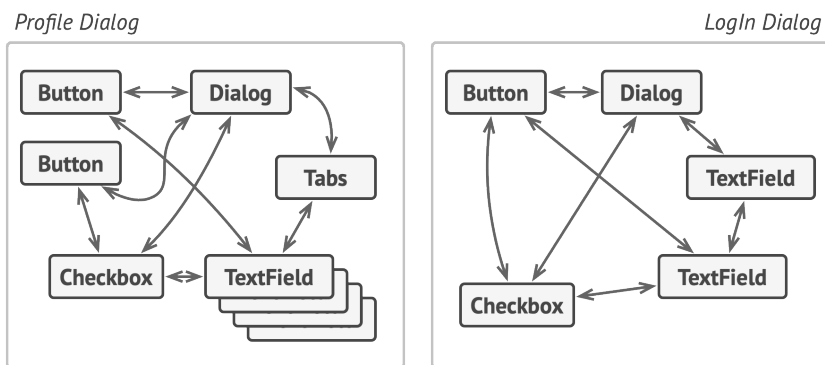 Profile Dialog
Button
Dialog
Button
Tabs
Checkbox
TextField
LogIn Dialog
Button
Dialog
TextField
TextField
Checkbox